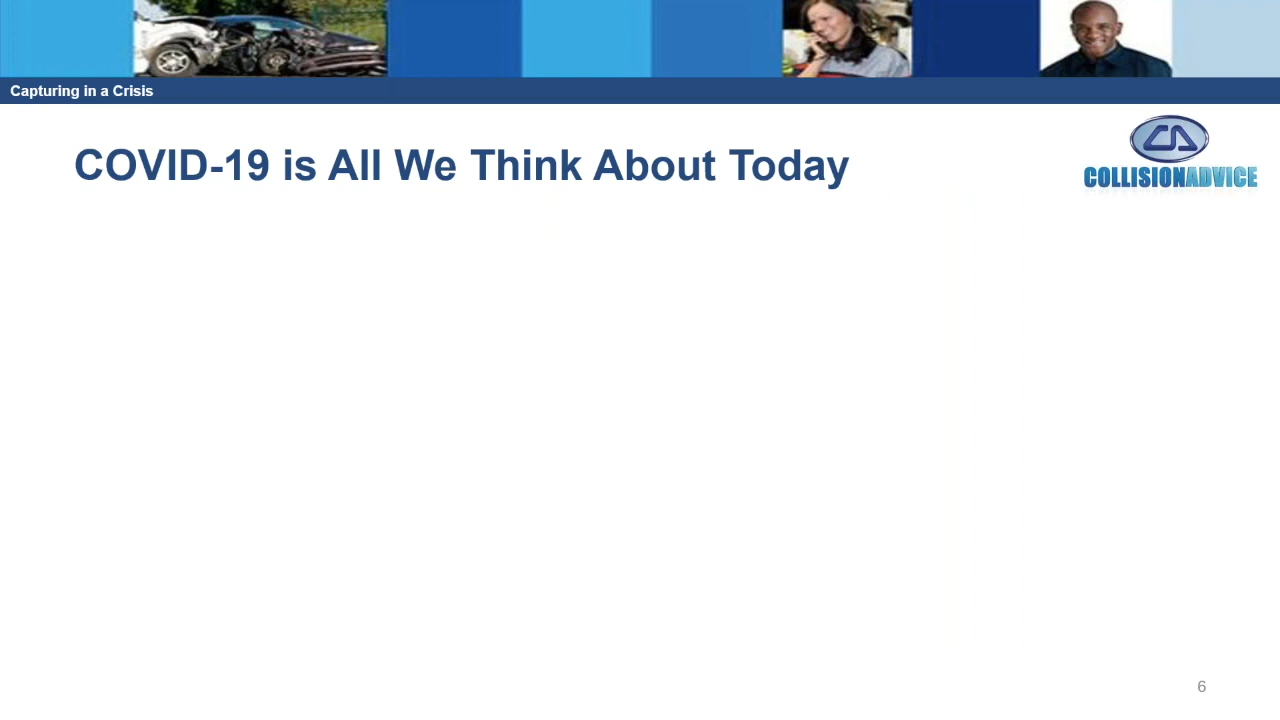 Capturing in a Crisis
COVID-19 is All We Think About Today
COLLISIONADVICE
6